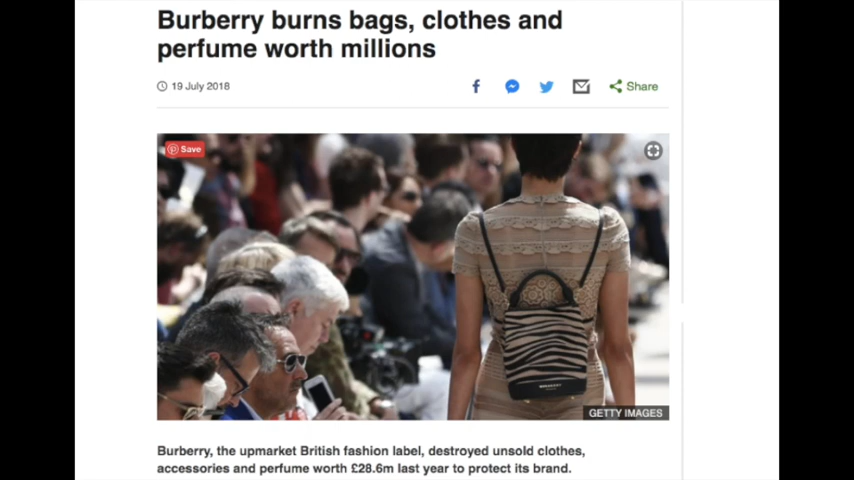 Burberry burns bags, clothes and
perfume worth millions
19 July 2018
Share
Save
BURBERRY
GETTY IMAGES
Burberry, the upmarket British fashion label, destroyed unsold clothes,
accessories and perfume worth £28.6m last year to protect its brand.